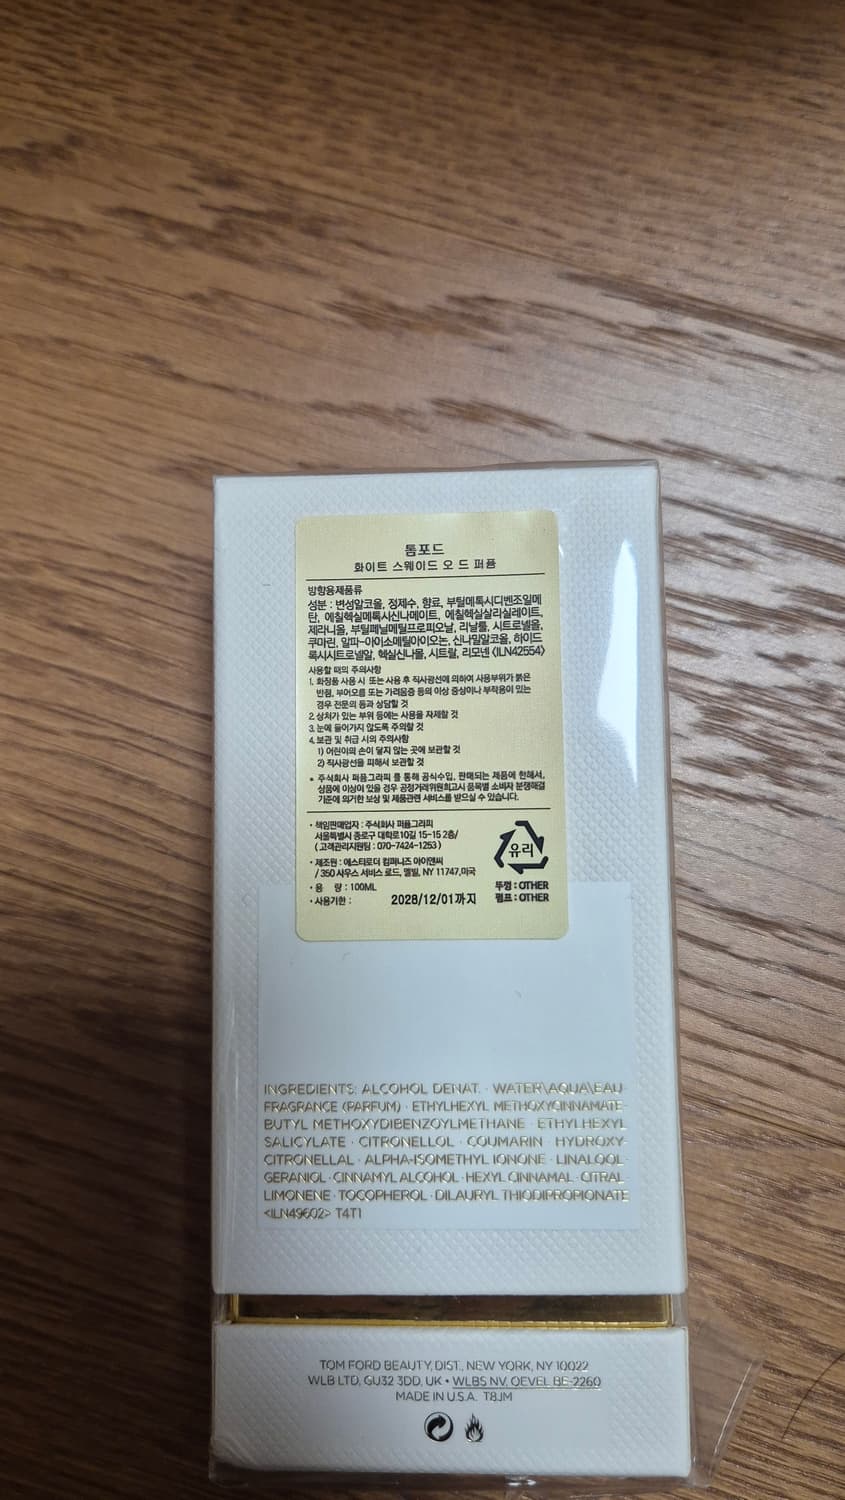 톰포드
화이트 스웨이드 오 드 퍼퓸
방향용제품류
성분 : 변성알코올, 정제수, 향료, 부틸메톡시디벤조일메
탄, 에칠헥실메톡시신나메이트, 에칠헥실살리실레이트,
제라니올, 부틸페닐메틸프로피오날, 리날룰, 시트로넬올,
쿠마린, 알파-아이소메틸아이오논, 신나밀알코올, 하이드
록시시트로넬알, 헥실신나몰, 시트랄, 리모넨 <ILN42554>
사용할 때의 주의사항
1. 화장품 사용 시 또는 사용 후 직사광선에 의하여 사용부위가 붉은
반점, 부어오름 또는 가려움증 등의 이상 증상이나 부작용이 있는
경우 전문의 등과 상담할 것
2. 상처가 있는 부위 등에는 사용을 자제할 것
3. 눈에 들어가지 않도록 주의할 것
4. 보관 및 취급 시의 주의사항
1) 어린이의 손이 닿지 않는 곳에 보관할 것
2) 직사광선을 피해서 보관할 것
* 주식회사 퍼퓸그라피 를 통해 공식수입, 판매되는 제품에 한해서,
상품에 이상이 있을 경우 공정거래위원회고시 품목별 소비자 분쟁해결
기준에 의거한 보상 및 제품관련 서비스를 받으실 수 있습니다.
• 책임판매업자 : 주식회사 퍼퓸그라피
서울특별시 종로구 대학로10길 15-15 2층/
( 고객관리지원팀 : 070-7424-1253 )
• 제조원 : 에스티로더 컴퍼니즈 아이앤씨
/ 350 사우스 서비스 로드, 멜빌, NY 11747,미국
• 용 량 : 100ML
• 사용기한 : 2028/12/01까지
유리
뚜껑 : OTHER
펌프 : OTHER
INGREDIENTS: ALCOHOL DENAT. · WATER\AQUA\EAU
FRAGRANCE (PARFUM) · ETHYLHEXYL METHOXYCINNAMATE
BUTYL METHOXYDIBENZOYLMETHANE · ETHYLHEXYL
SALICYLATE · CITRONELLOL · COUMARIN · HYDROXY-
CITRONELLAL · ALPHA-ISOMETHYL IONONE · LINALOOL
GERANIOL · CINNAMYL ALCOHOL · HEXYL CINNAMAL · CITRAL
LIMONENE · TOCOPHEROL · DILAURYL THIODIPROPIONATE
<ILN49602> T4T1
TOM FORD BEAUTY, DIST., NEW YORK, NY 10022
WLB LTD, GU32 3DD, UK • WLBS NV, OEVEL BE-2260
MADE IN U.S.A. T8JM